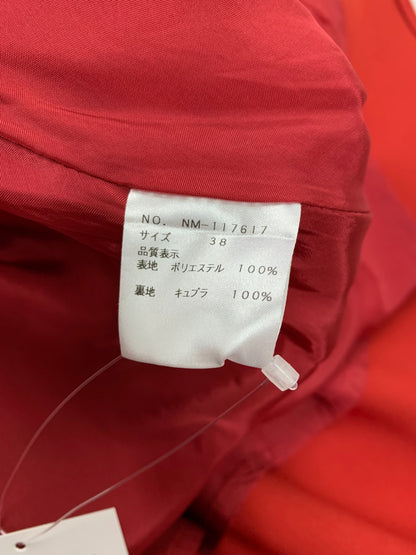 NO. NM-117617
サイズ 38
品質表示
表地 ポリエステル 100%
裏地 キュプラ 100%